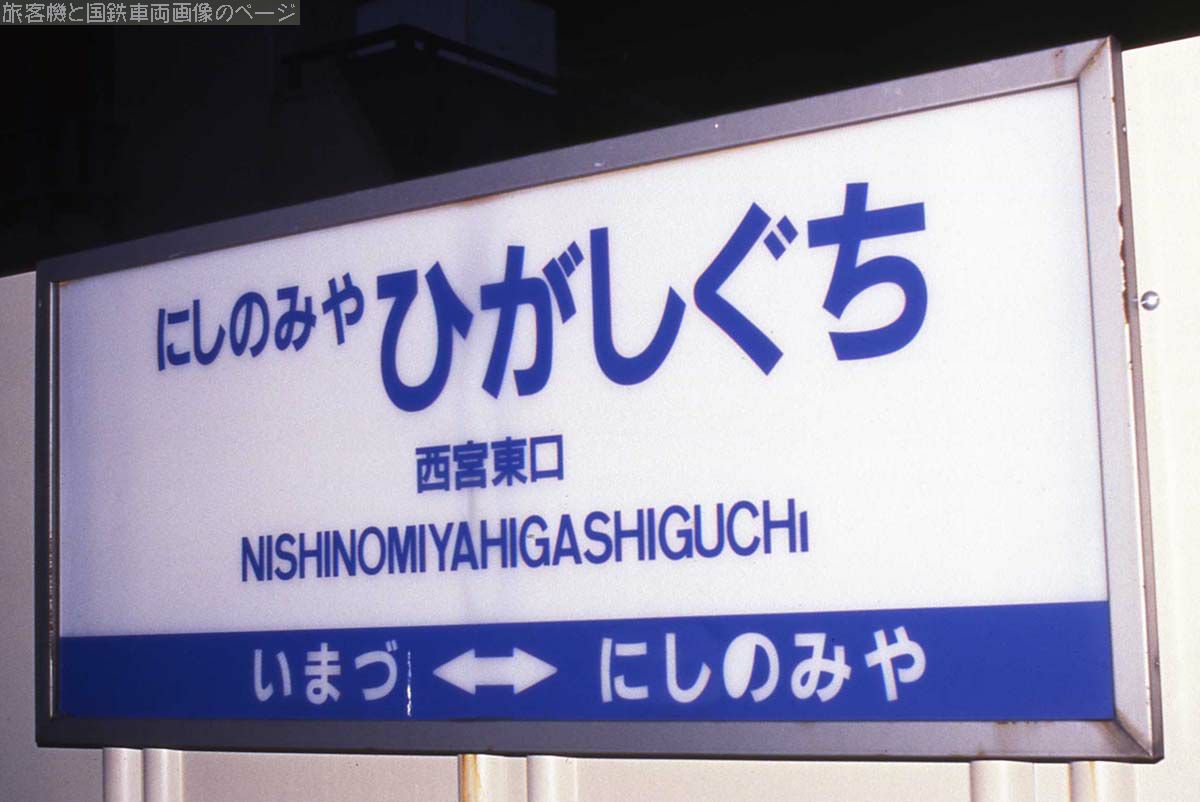 旅客機と国鉄車両画像のページ
にしのみやひがしぐち
西宮東口
NISHINOMIYAHIGASHIGUCHI
いまづ ⟷ にしのみや